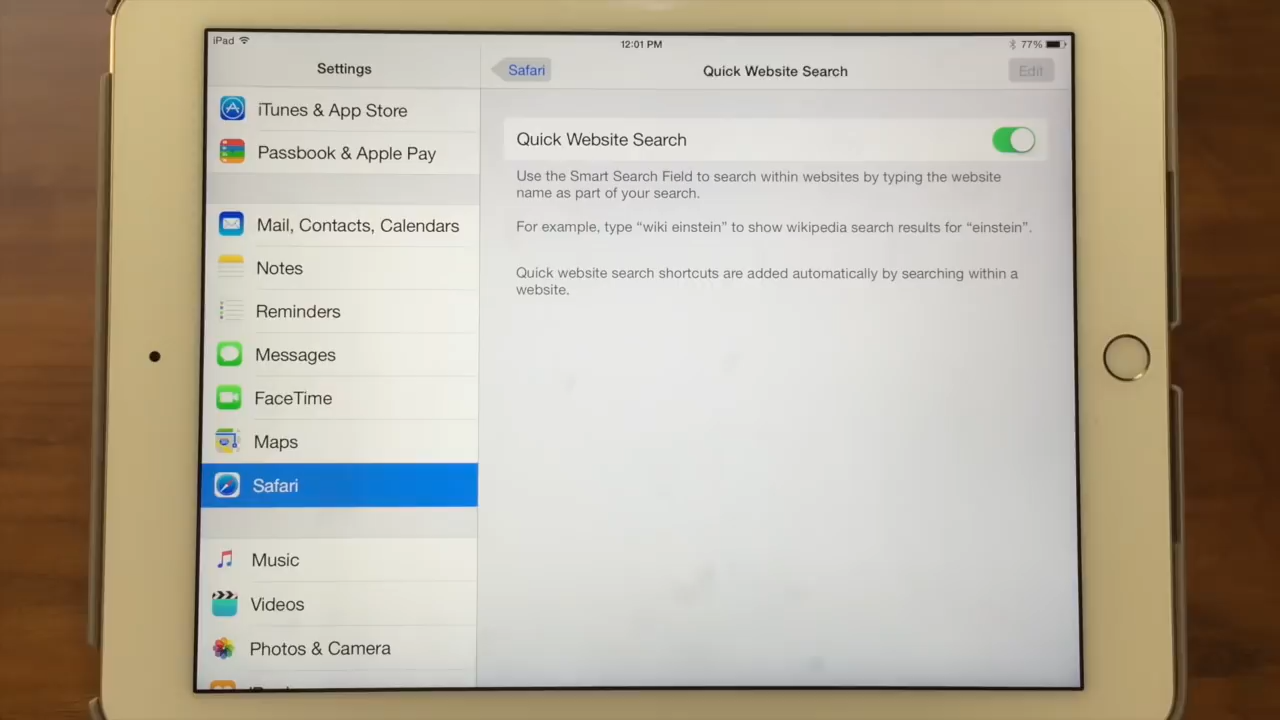 iPad
12:01 PM
77%
Settings
Safari
Quick Website Search
Edit
iTunes & App Store
Passbook & Apple Pay
Mail, Contacts, Calendars
Notes
Reminders
Messages
FaceTime
Maps
Safari
Music
Videos
Photos & Camera
Quick Website Search
Use the Smart Search Field to search within websites by typing the website
name as part of your search.
For example, type “wiki einstein” to show wikipedia search results for “einstein”.
Quick website search shortcuts are added automatically by searching within a
website.